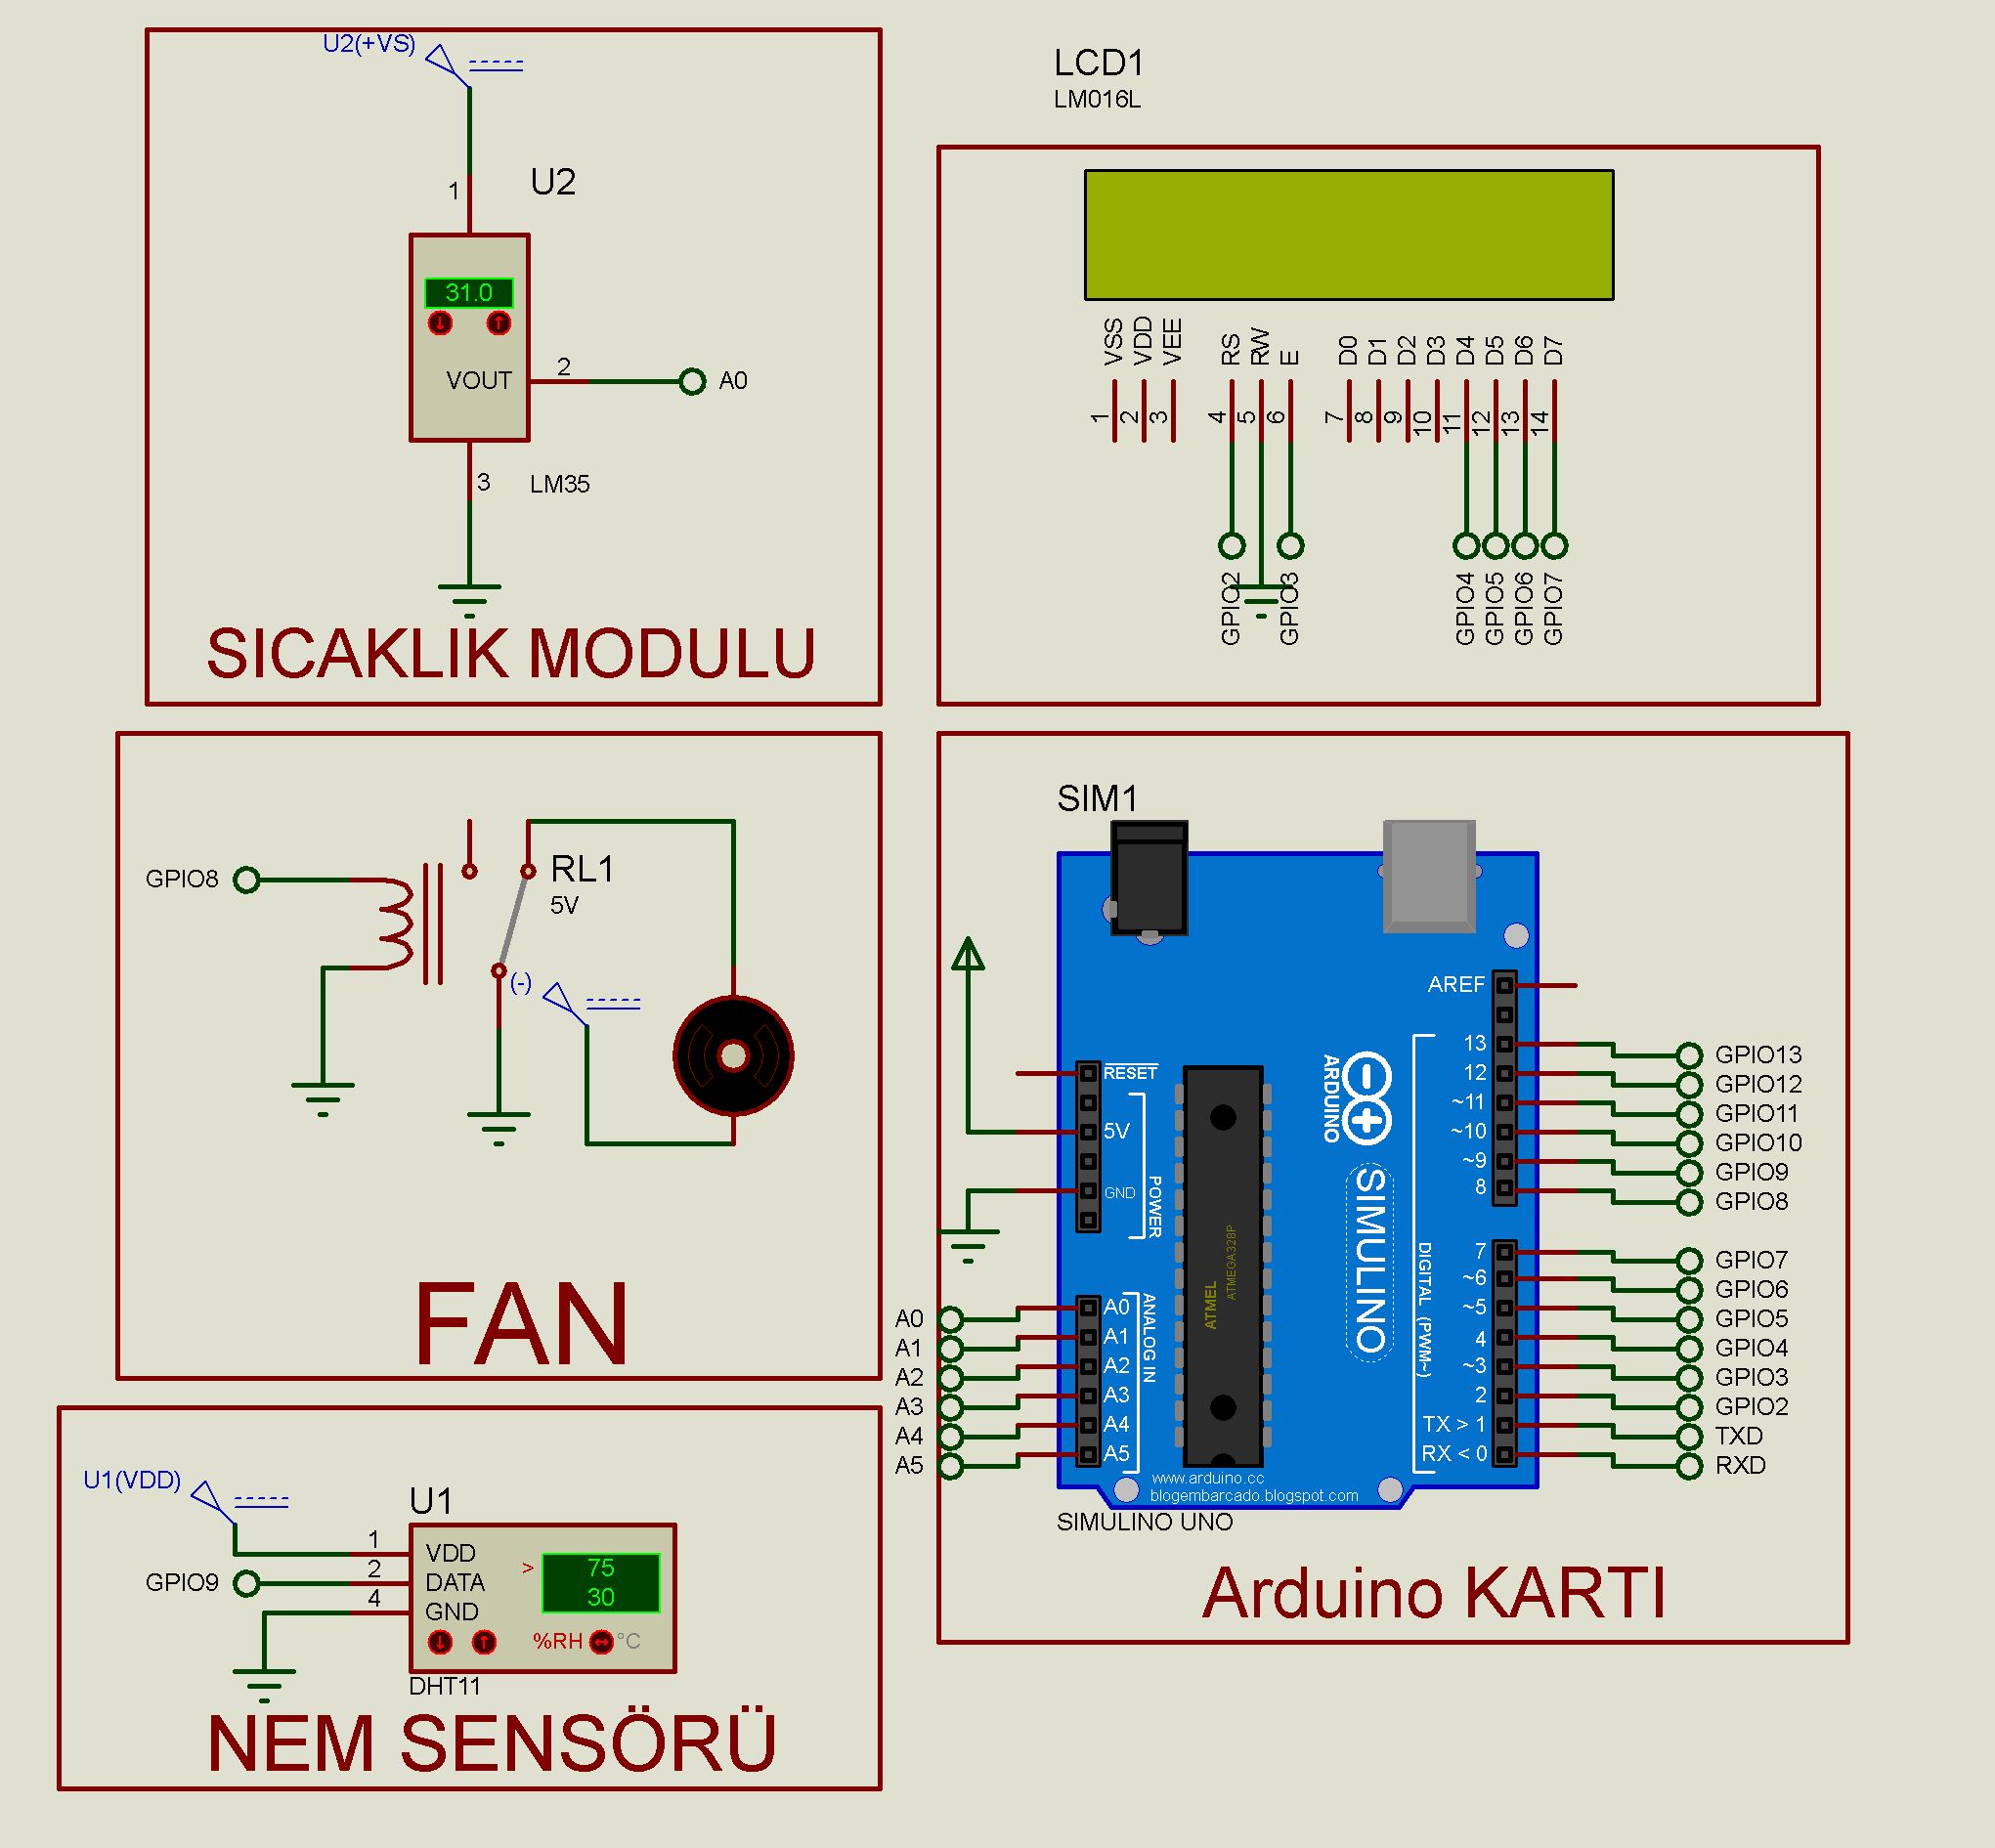 U2(+VS)
1
U2
31.0
VOUT
2
A0
3
LM35
SICAKLIK MODULU
LCD1
LM016L
VSS
VDD
VEE
RS
RW
E
D0
D1
D2
D3
D4
D5
D6
D7
1
2
3
4
5
6
7
8
9
10
11
12
13
14
GPIO2
GPIO3
GPIO4
GPIO5
GPIO6
GPIO7
GPIO8
RL1
5V
(-)
FAN
U1(VDD)
U1
1
VDD
2
DATA
4
GND
GPIO9
>
75
30
%RH
°C
DHT11
NEM SENSÖRÜ
SIM1
AREF
RESET
5V
GND
POWER
A0
A1
A2
A3
A4
A5
A0
A1
A2
A3
A4
A5
ANALOG IN
ATMEL
ATMEGA328P
ARDUINO
SIMULINO
DIGITAL (PWM~)
13
12
~11
~10
~9
8
7
~6
~5
4
~3
2
TX > 1
RX < 0
GPIO13
GPIO12
GPIO11
GPIO10
GPIO9
GPIO8
GPIO7
GPIO6
GPIO5
GPIO4
GPIO3
GPIO2
TXD
RXD
www.arduino.cc
blogembarcado.blogspot.com
SIMULINO UNO
Arduino KARTI